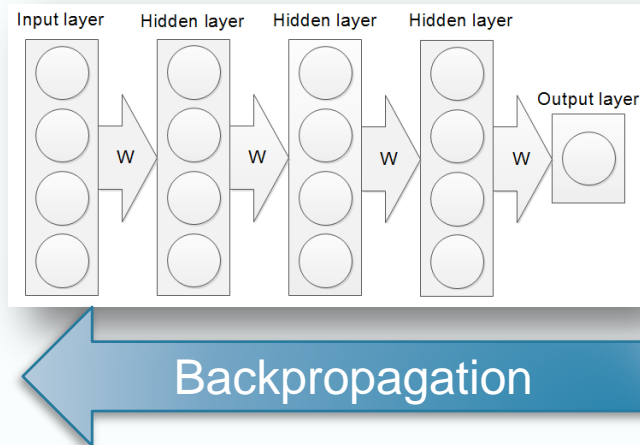 Input layer
Hidden layer
Hidden layer
Hidden layer
Output layer
W
W
W
W
Backpropagation